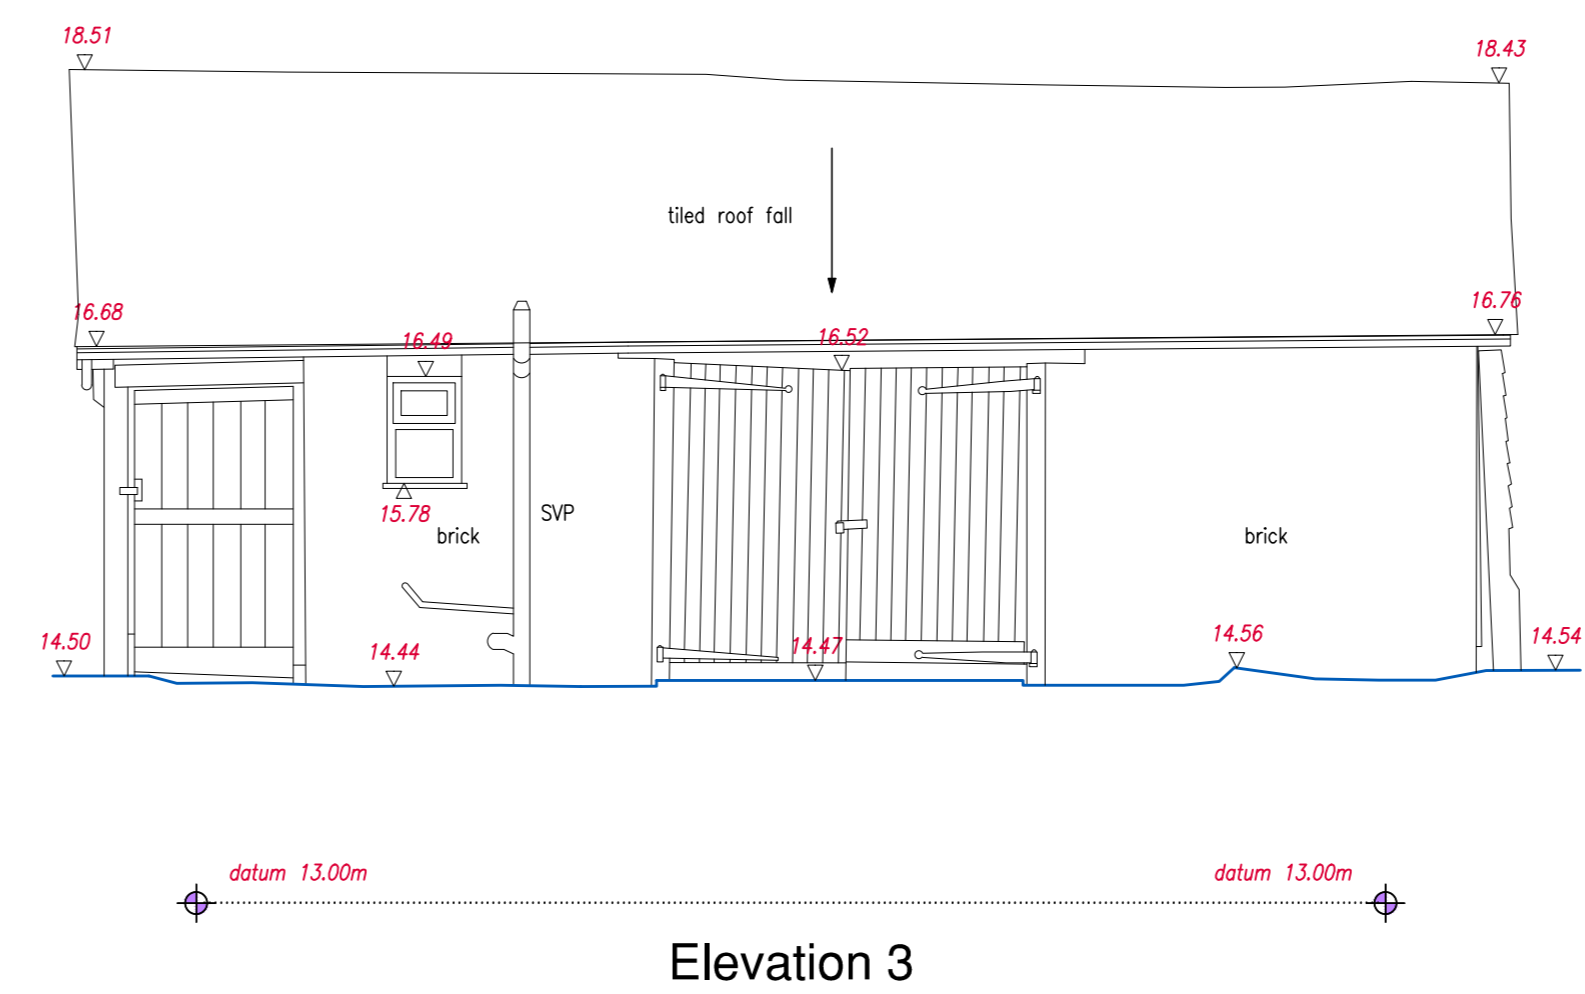 18.51
18.43
tiled roof fall
16.68
16.76
16.49
16.52
15.78
SVP
brick
brick
14.50
14.44
14.47
14.56
14.54
datum 13.00m
datum 13.00m
Elevation 3